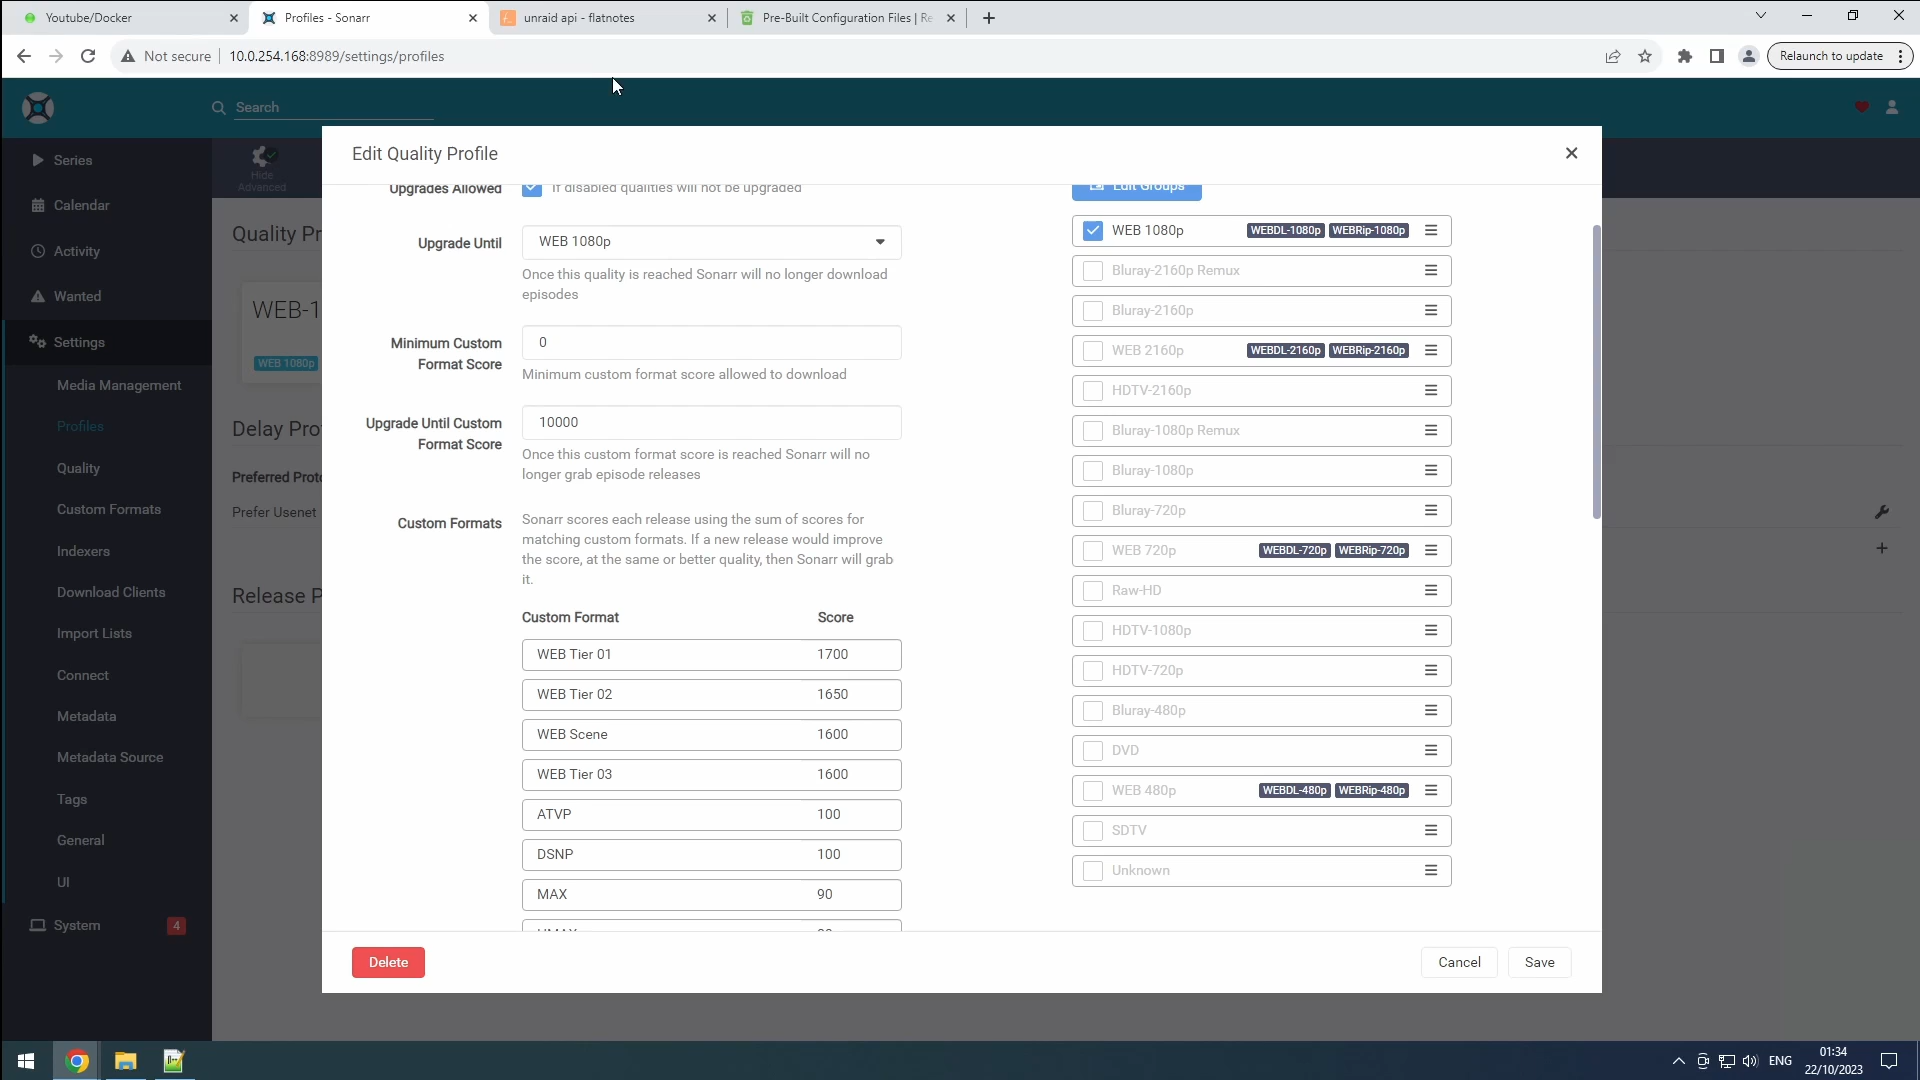 Youtube/Docker
Profiles - Sonarr
unraid api - flatnotes
Pre-Built Configuration Files | Re
Not secure
10.0.254.168:8989/settings/profiles
Relaunch to update
Search
Hide
Advanced
Series
Calendar
Activity
Wanted
Settings
Media Management
Profiles
Quality
Custom Formats
Indexers
Download Clients
Import Lists
Connect
Metadata
Metadata Source
Tags
General
UI
System
4
Quality Pr
WEB-1
WEB 1080p
Delay Pro
Preferred Proto
Prefer Usenet
Release P
Edit Quality Profile
Upgrades Allowed
If disabled qualities will not be upgraded
Upgrade Until
WEB 1080p
Once this quality is reached Sonarr will no longer download
episodes
Minimum Custom
Format Score
0
Minimum custom format score allowed to download
Upgrade Until Custom
Format Score
10000
Once this custom format score is reached Sonarr will no
longer grab episode releases
Custom Formats
Sonarr scores each release using the sum of scores for
matching custom formats. If a new release would improve
the score, at the same or better quality, then Sonarr will grab
it.
Custom Format Score
WEB Tier 01 1700
WEB Tier 02 1650
WEB Scene 1600
WEB Tier 03 1600
ATVP 100
DSNP 100
MAX 90
Edit Groups
WEB 1080p WEBDL-1080p WEBRip-1080p
Bluray-2160p Remux
Bluray-2160p
WEB 2160p WEBDL-2160p WEBRip-2160p
HDTV-2160p
Bluray-1080p Remux
Bluray-1080p
Bluray-720p
WEB 720p WEBDL-720p WEBRip-720p
Raw-HD
HDTV-1080p
HDTV-720p
Bluray-480p
DVD
WEB 480p WEBDL-480p WEBRip-480p
SDTV
Unknown
Delete
Cancel
Save
ENG
01:34
22/10/2023